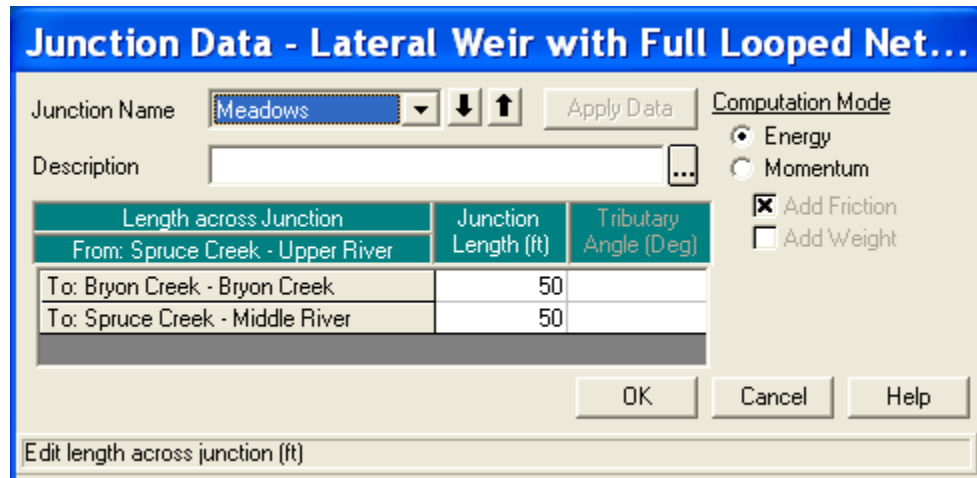 Junction Data - Lateral Weir with Full Looped Net...
Junction Name Meadows Apply Data
Description ...
Computation Mode
Energy
Momentum
Add Friction
Add Weight
Length across Junction Junction Length (ft) Tributary Angle (Deg)
From: Spruce Creek - Upper River
To: Bryon Creek - Bryon Creek 50
To: Spruce Creek - Middle River 50
OK Cancel Help
Edit length across junction (ft)